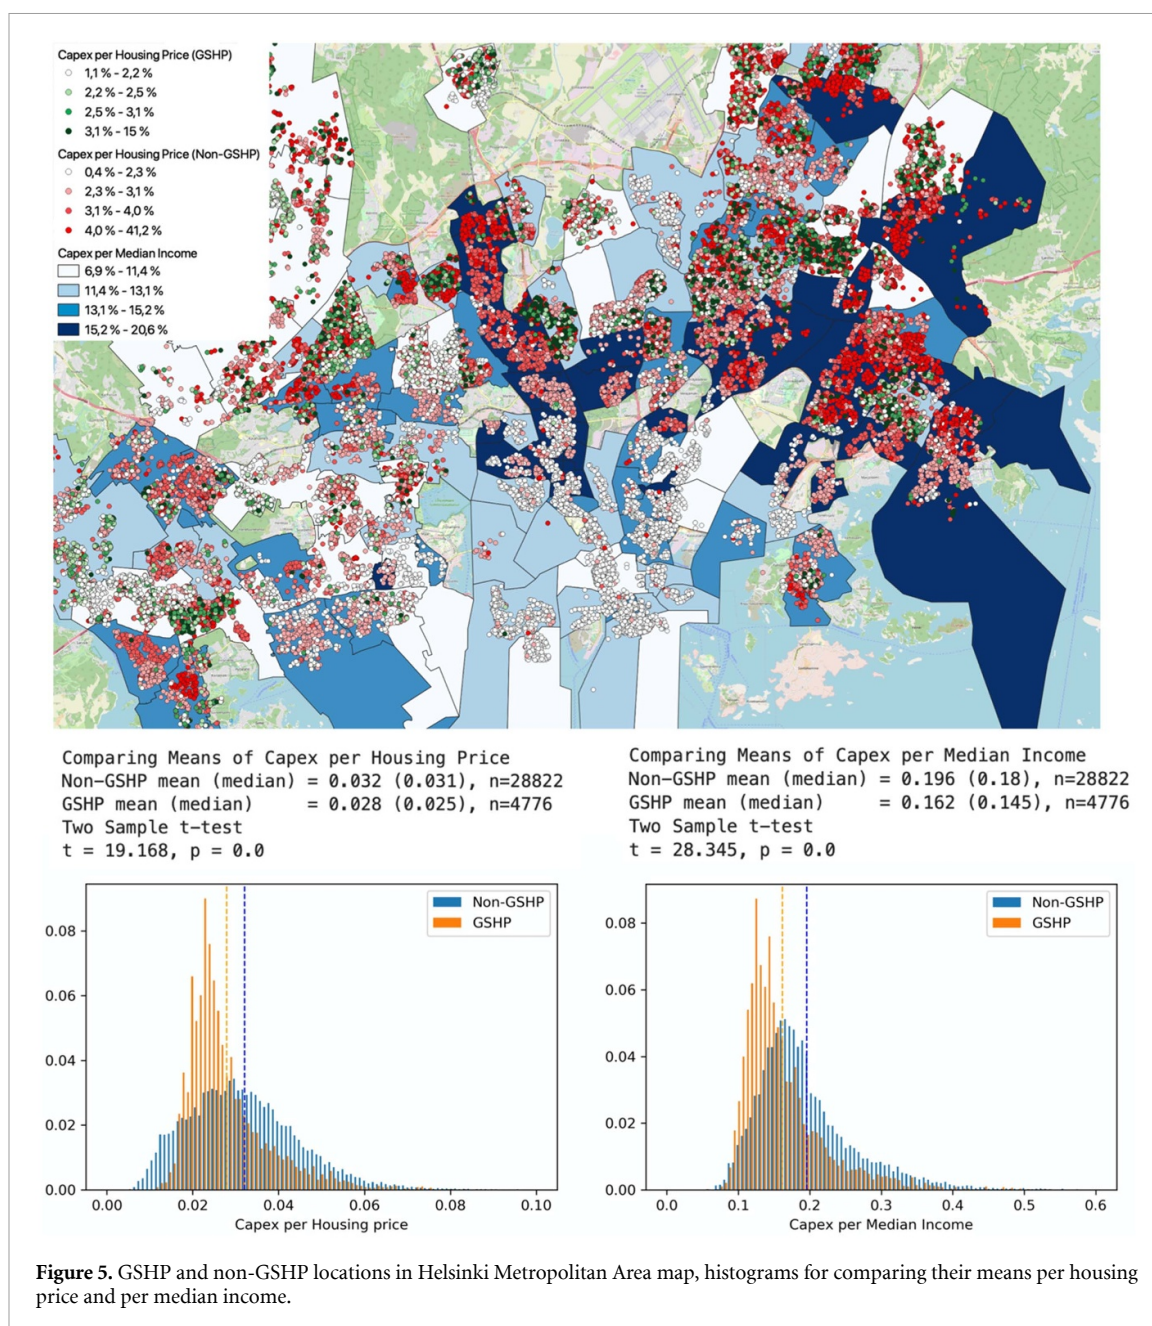 Capex per Housing Price (GSHP)
1,1 % - 2,2 %
2,2 % - 2,5 %
2,5 % - 3,1 %
3,1 % - 15 %
Capex per Housing Price (Non-GSHP)
0,4 % - 2,3 %
2,3 % - 3,1 %
3,1 % - 4,0 %
4,0 % - 41,2 %
Capex per Median Income
6,9 % - 11,4 %
11,4 % - 13,1 %
13,1 % - 15,2 %
15,2 % - 20,6 %
Comparing Means of Capex per Housing Price
Non-GSHP mean (median) = 0.032 (0.031), n=28822
GSHP mean (median) = 0.028 (0.025), n=4776
Two Sample t-test
t = 19.168, p = 0.0
Comparing Means of Capex per Median Income
Non-GSHP mean (median) = 0.196 (0.18), n=28822
GSHP mean (median) = 0.162 (0.145), n=4776
Two Sample t-test
t = 28.345, p = 0.0
Non-GSHP
GSHP
0.08
0.06
0.04
0.02
0.00
0.00 0.02 0.04 0.06 0.08 0.10
Capex per Housing price
Non-GSHP
GSHP
0.08
0.06
0.04
0.02
0.00
0.0 0.1 0.2 0.3 0.4 0.5 0.6
Capex per Median Income
Figure 5. GSHP and non-GSHP locations in Helsinki Metropolitan Area map, histograms for comparing their means per housing
price and per median income.